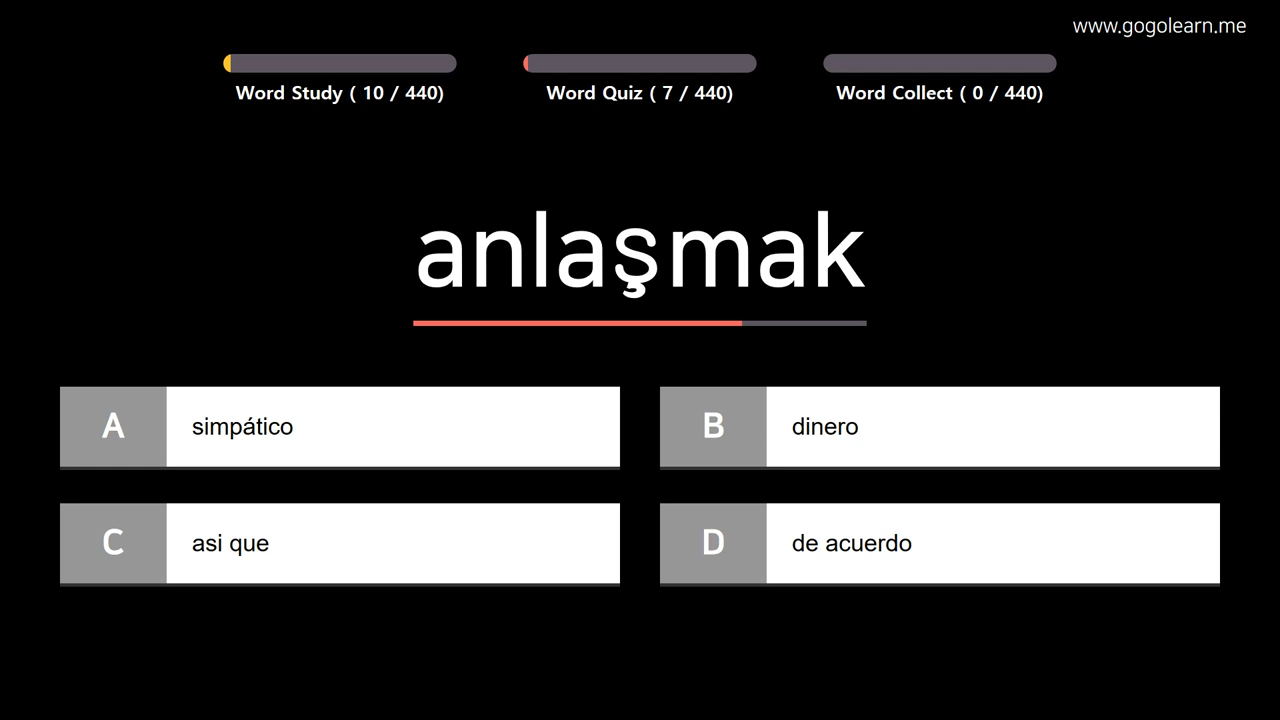 www.gogolearn.me
Word Study ( 10 / 440)
Word Quiz ( 7 / 440)
Word Collect ( 0 / 440)
anlaşmak
A simpático
B dinero
C asi que
D de acuerdo